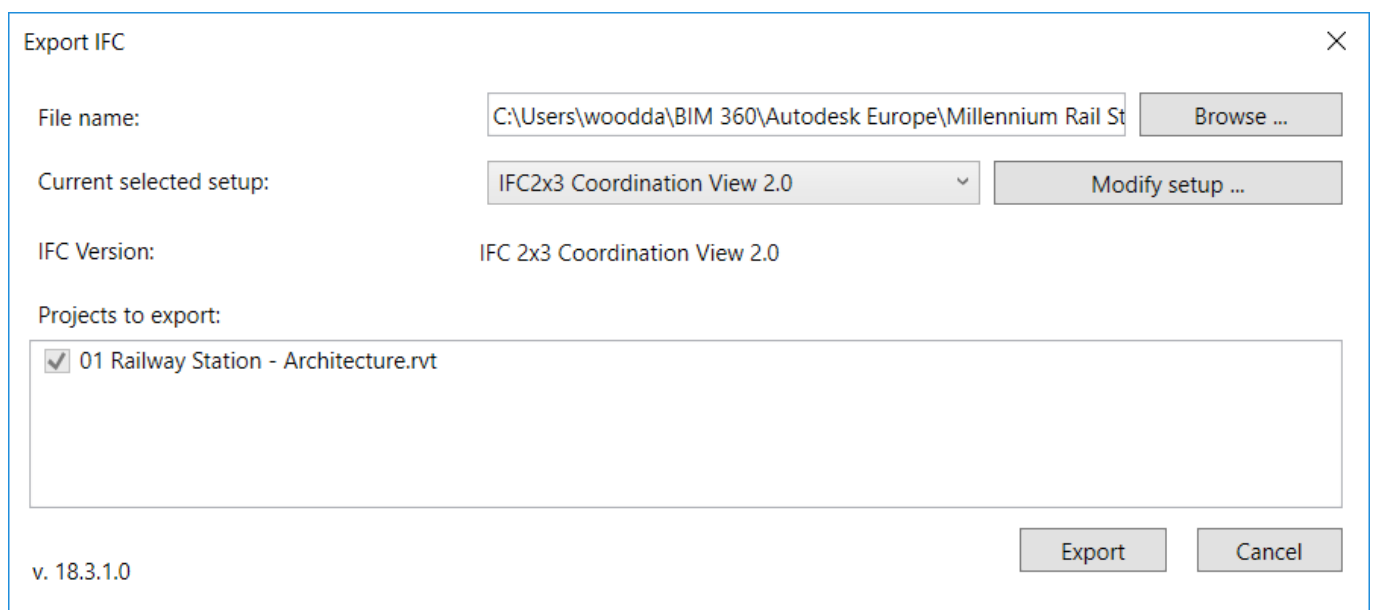 Export IFC
File name: C:\Users\woodda\BIM 360\Autodesk Europe\Millennium Rail St Browse ...
Current selected setup: IFC2x3 Coordination View 2.0 Modify setup ...
IFC Version: IFC 2x3 Coordination View 2.0
Projects to export:
01 Railway Station - Architecture.rvt
Export Cancel
v. 18.3.1.0